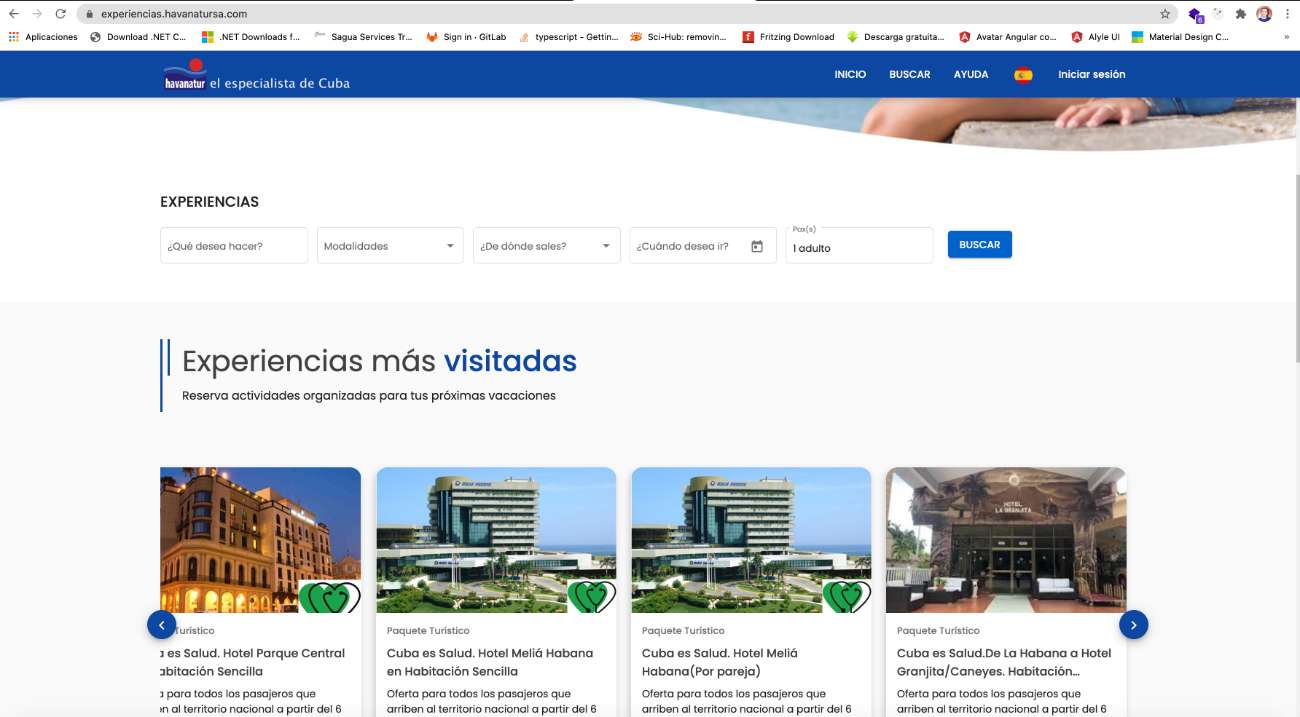 experiencias.havanatursa.com
Aplicaciones
Download .NET C...
.NET Downloads f...
Sagua Services Tr...
Sign in · GitLab
typescript - Gettin...
Sci-Hub: removin...
Fritzing Download
Descarga gratuita...
Avatar Angular co...
Alyle UI
Material Design C...
»
havanatur el especialista de Cuba
INICIO
BUSCAR
AYUDA
Iniciar sesión
EXPERIENCIAS
¿Qué desea hacer?
Modalidades
¿De dónde sales?
¿Cuándo desea ir?
Pax(s)
1 adulto
BUSCAR
Experiencias más visitadas
Reserva actividades organizadas para tus próximas vacaciones
Turístico
a es Salud. Hotel Parque Central
abitación Sencilla
a para todos los pasajeros que
en al territorio nacional a partir del 6
Paquete Turístico
Cuba es Salud. Hotel Meliá Habana
en Habitación Sencilla
Oferta para todos los pasajeros que
arriben al territorio nacional a partir del 6
Paquete Turístico
Cuba es Salud. Hotel Meliá
Habana(Por pareja)
Oferta para todos los pasajeros que
arriben al territorio nacional a partir del 6
HOTEL
LA GRANJITA
Paquete Turístico
Cuba es Salud.De La Habana a Hotel
Granjita/Caneyes. Habitación...
Oferta para todos los pasajeros que
arriben al territorio nacional a partir del 6